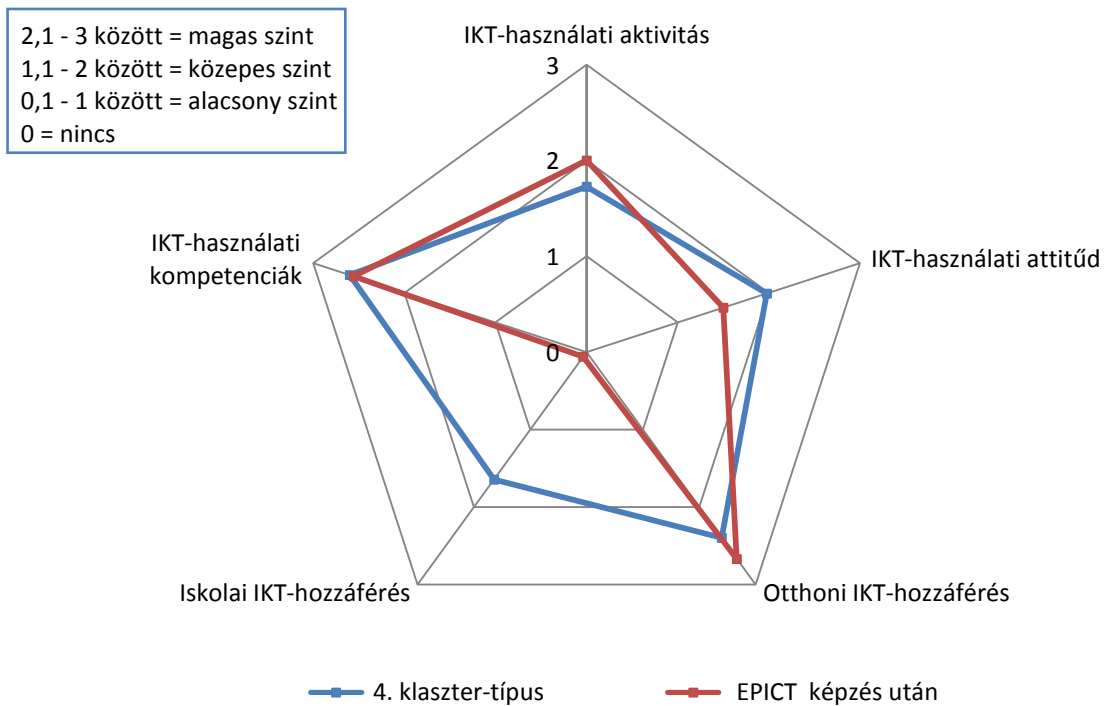 2,1 - 3 között = magas szint
1,1 - 2 között = közepes szint
0,1 - 1 között = alacsony szint
0 = nincs
IKT-használati aktivitás
3
2
1
0
IKT-használati attitűd
Otthoni IKT-hozzáférés
Iskolai IKT-hozzáférés
IKT-használati
kompetenciák
4. klaszter-típus
EPICT képzés után